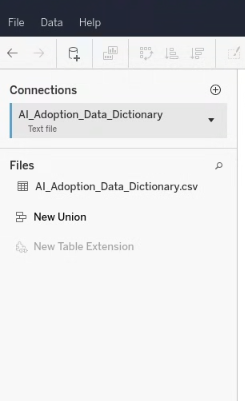 File Data Help
Connections
AI_Adoption_Data_Dictionary
Text file
Files
AI_Adoption_Data_Dictionary.csv
New Union
New Table Extension